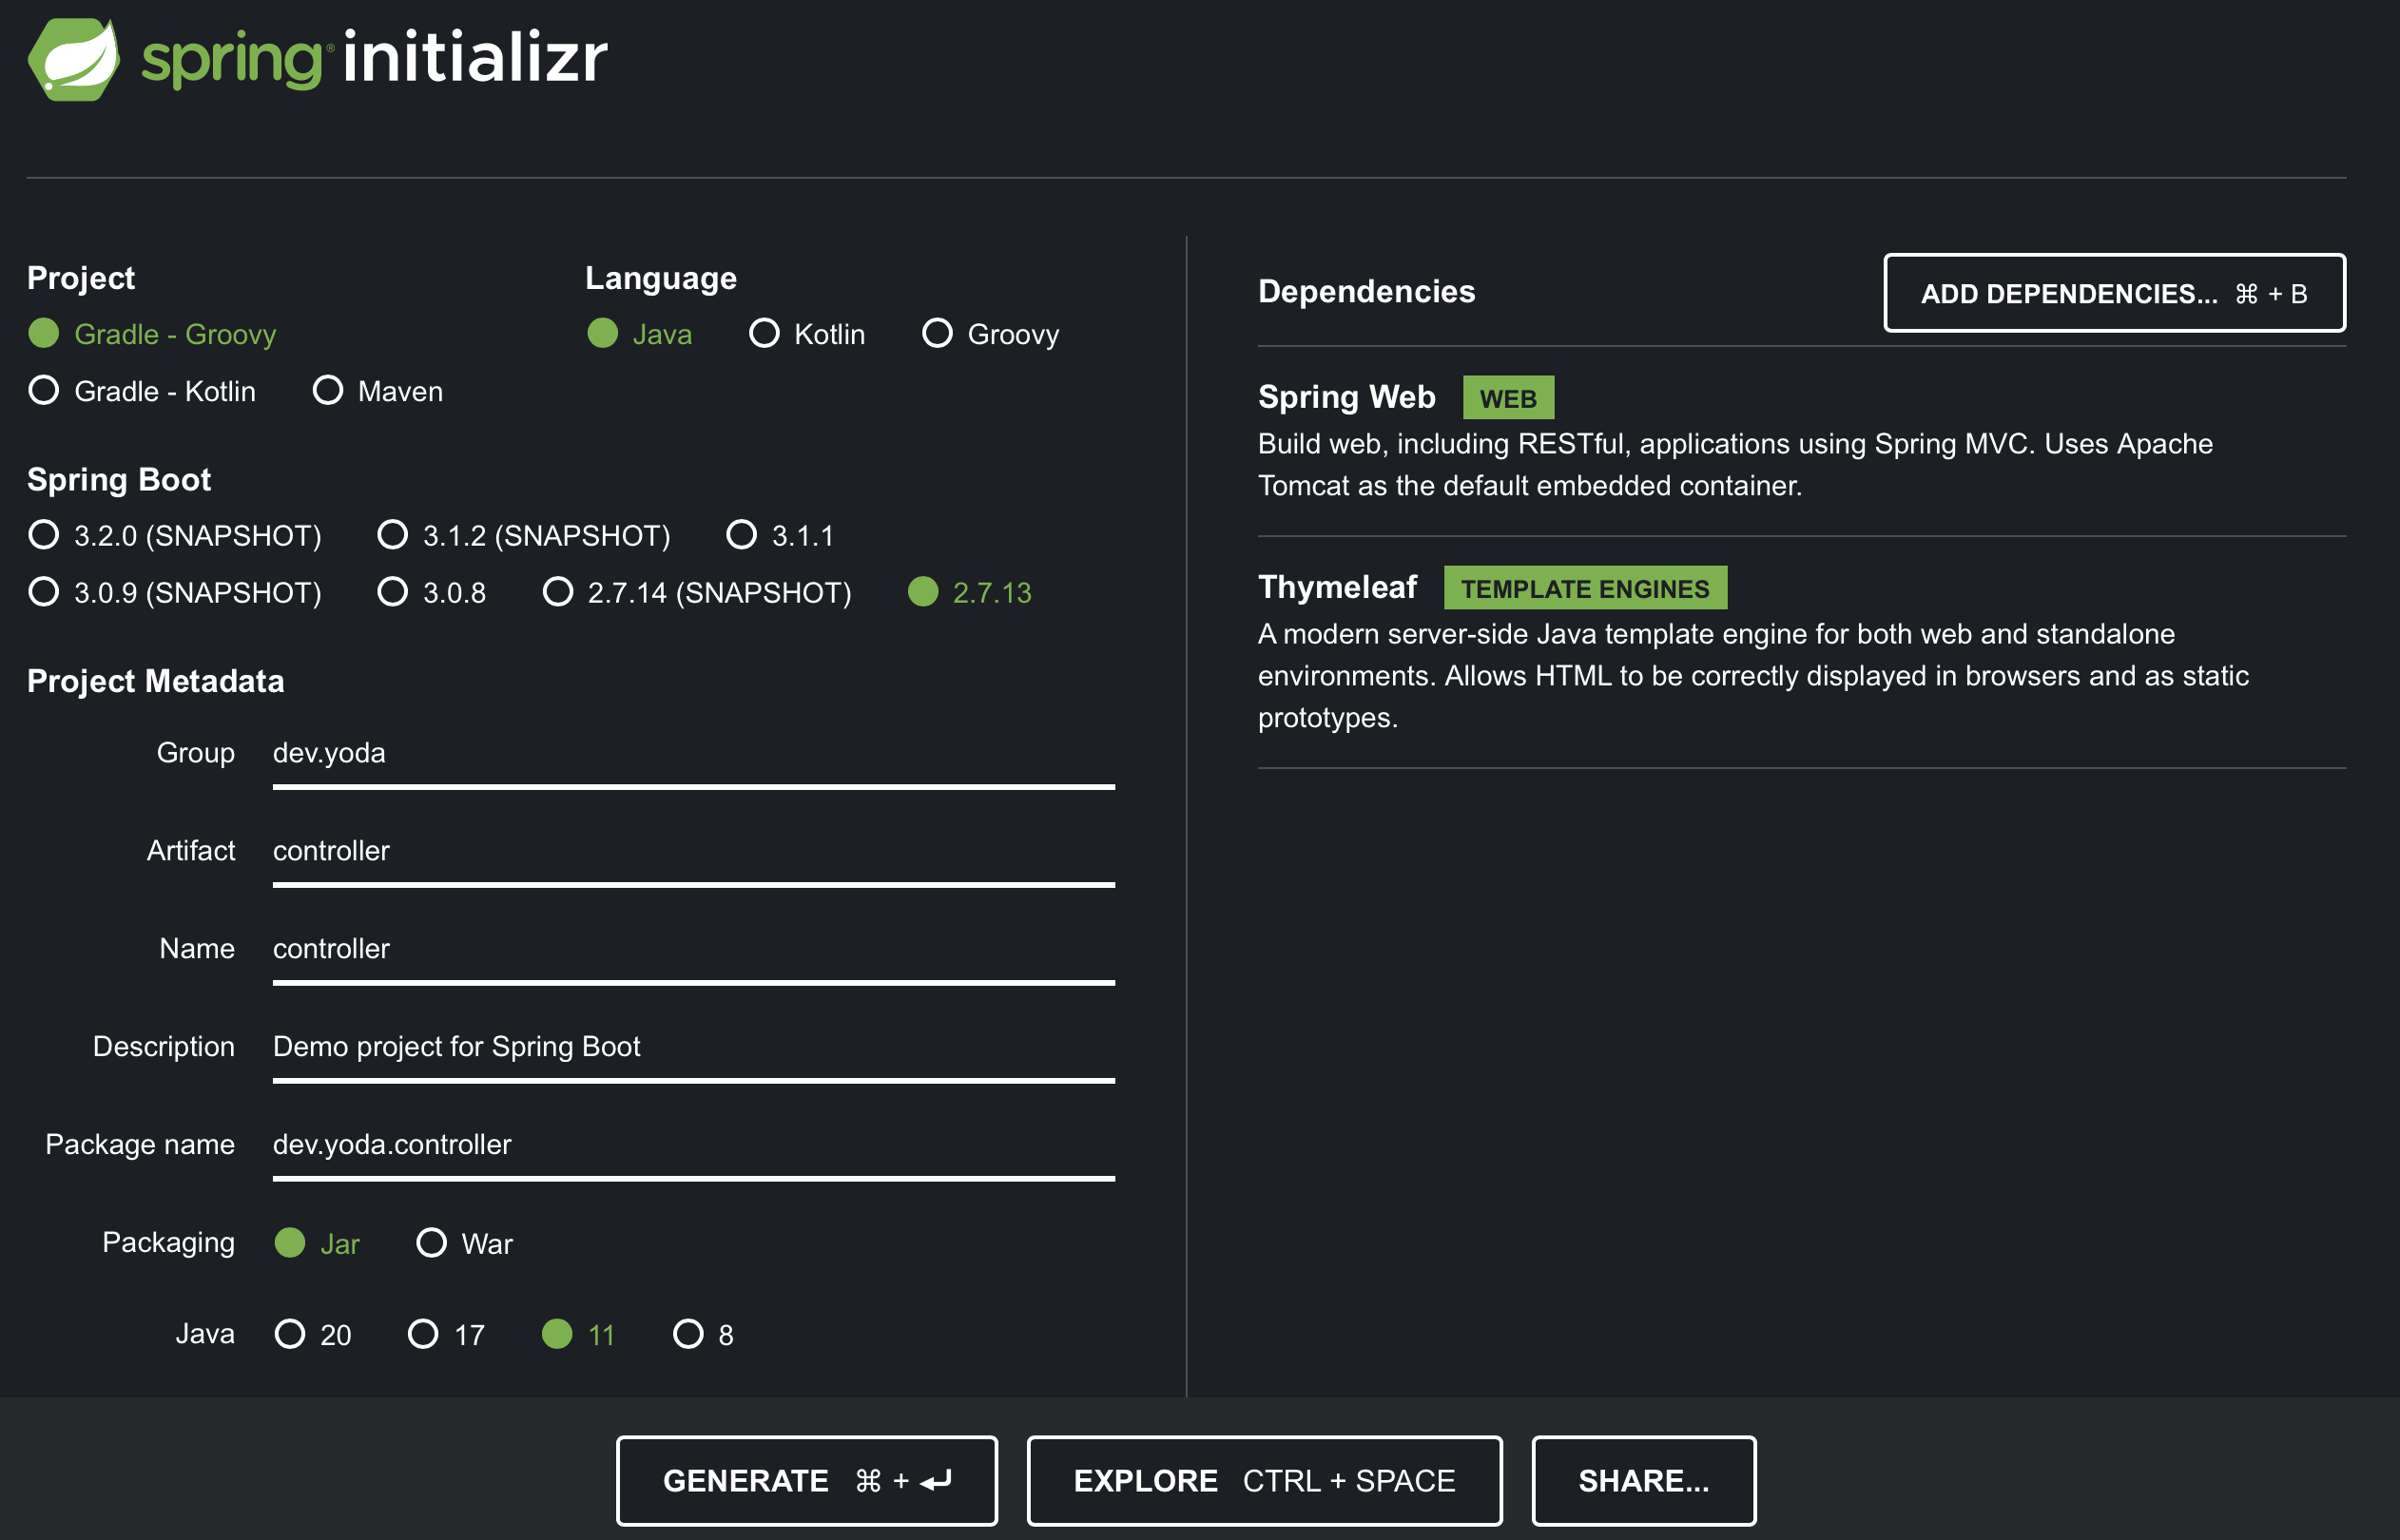 spring® initializr
Project
Gradle - Groovy
Gradle - Kotlin Maven
Language
Java Kotlin Groovy
Spring Boot
3.2.0 (SNAPSHOT) 3.1.2 (SNAPSHOT) 3.1.1
3.0.9 (SNAPSHOT) 3.0.8 2.7.14 (SNAPSHOT) 2.7.13
Project Metadata
Group dev.yoda
Artifact controller
Name controller
Description Demo project for Spring Boot
Package name dev.yoda.controller
Packaging Jar War
Java 20 17 11 8
Dependencies ADD DEPENDENCIES... ⌘ + B
Spring Web WEB
Build web, including RESTful, applications using Spring MVC. Uses Apache
Tomcat as the default embedded container.
Thymeleaf TEMPLATE ENGINES
A modern server-side Java template engine for both web and standalone
environments. Allows HTML to be correctly displayed in browsers and as static
prototypes.
GENERATE ⌘ + ⏎ EXPLORE CTRL + SPACE SHARE...